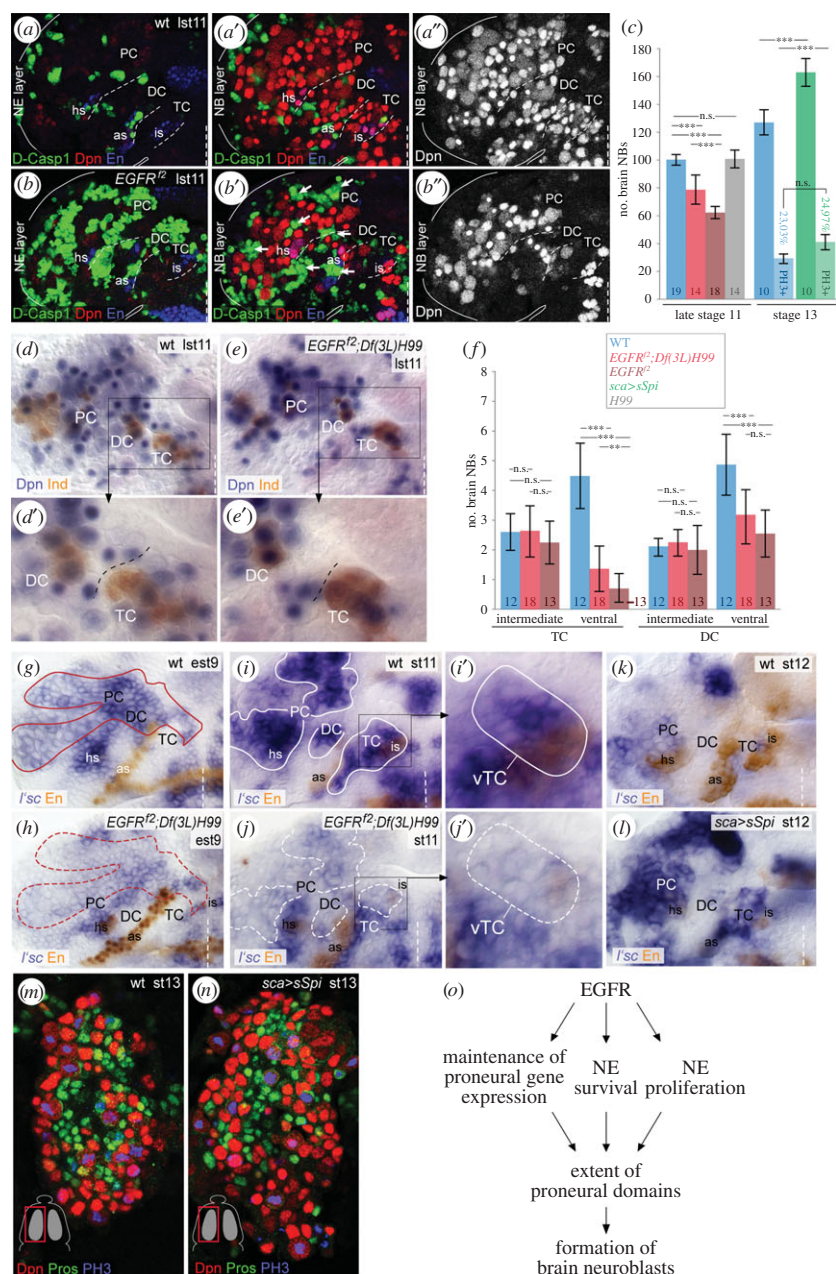 (a) wt lst11
NE layer
PC
DC
hs
TC
as
is
D-Casp1 Dpn En
(a′)
NB layer
PC
DC
hs
TC
as
is
D-Casp1 Dpn En
(a″)
PC
DC
TC
Dpn
(b) EGFR^f2 lst11
NE layer
PC
DC
hs
TC
as
is
D-Casp1 Dpn En
(b′)
NB layer
PC
DC
hs
TC
as
is
D-Casp1 Dpn En
(b″)
PC
DC
TC
Dpn
(c)
no. brain NBs
180
160
140
120
100
80
60
40
20
0
n.s.
***
***
***
***
***
n.s.
23,03%
24,97%
19 14 18 14 10 PH3+ 10 PH3+
late stage 11 stage 13
(d) wt lst11
PC
DC
TC
Dpn Ind
(e) EGFR^f2;Df(3L)H99
lst11
PC
DC
TC
Dpn Ind
(d′)
DC
TC
(e′)
DC
TC
(f)
WT
EGFR^f2;Df(3L)H99
EGFR^f2
sca>sSpi
H99
no. brain NBs
7
6
5
4
3
2
1
0
n.s.
n.s.
n.s.
***
***
**
n.s.
n.s.
n.s.
***
***
n.s.
12 18 13 12 18 13 12 18 13 12 18 13
intermediate ventral intermediate ventral
TC DC
(g) wt est9
PC
DC
TC
hs
as
l'sc En
(i) wt st11
PC
DC
TC
hs
is
as
l'sc En
(i′)
vTC
(k) wt st12
PC
DC
TC
hs
is
as
l'sc En
(h) EGFR^f2;Df(3L)H99
est9
PC
DC
TC
hs
is
as
l'sc En
(j) EGFR^f2;Df(3L)H99
st11
is
PC
DC
TC
hs
as
l'sc En
(j′)
vTC
(l) sca>sSpi st12
PC
DC
TC
hs
is
as
l'sc En
(m) wt st13
Dpn Pros PH3
(n) sca>sSpi st13
Dpn Pros PH3
(o)
EGFR
maintenance of
proneural gene
expression
NE
survival
NE
proliferation
extent of
proneural domains
formation of
brain neuroblasts